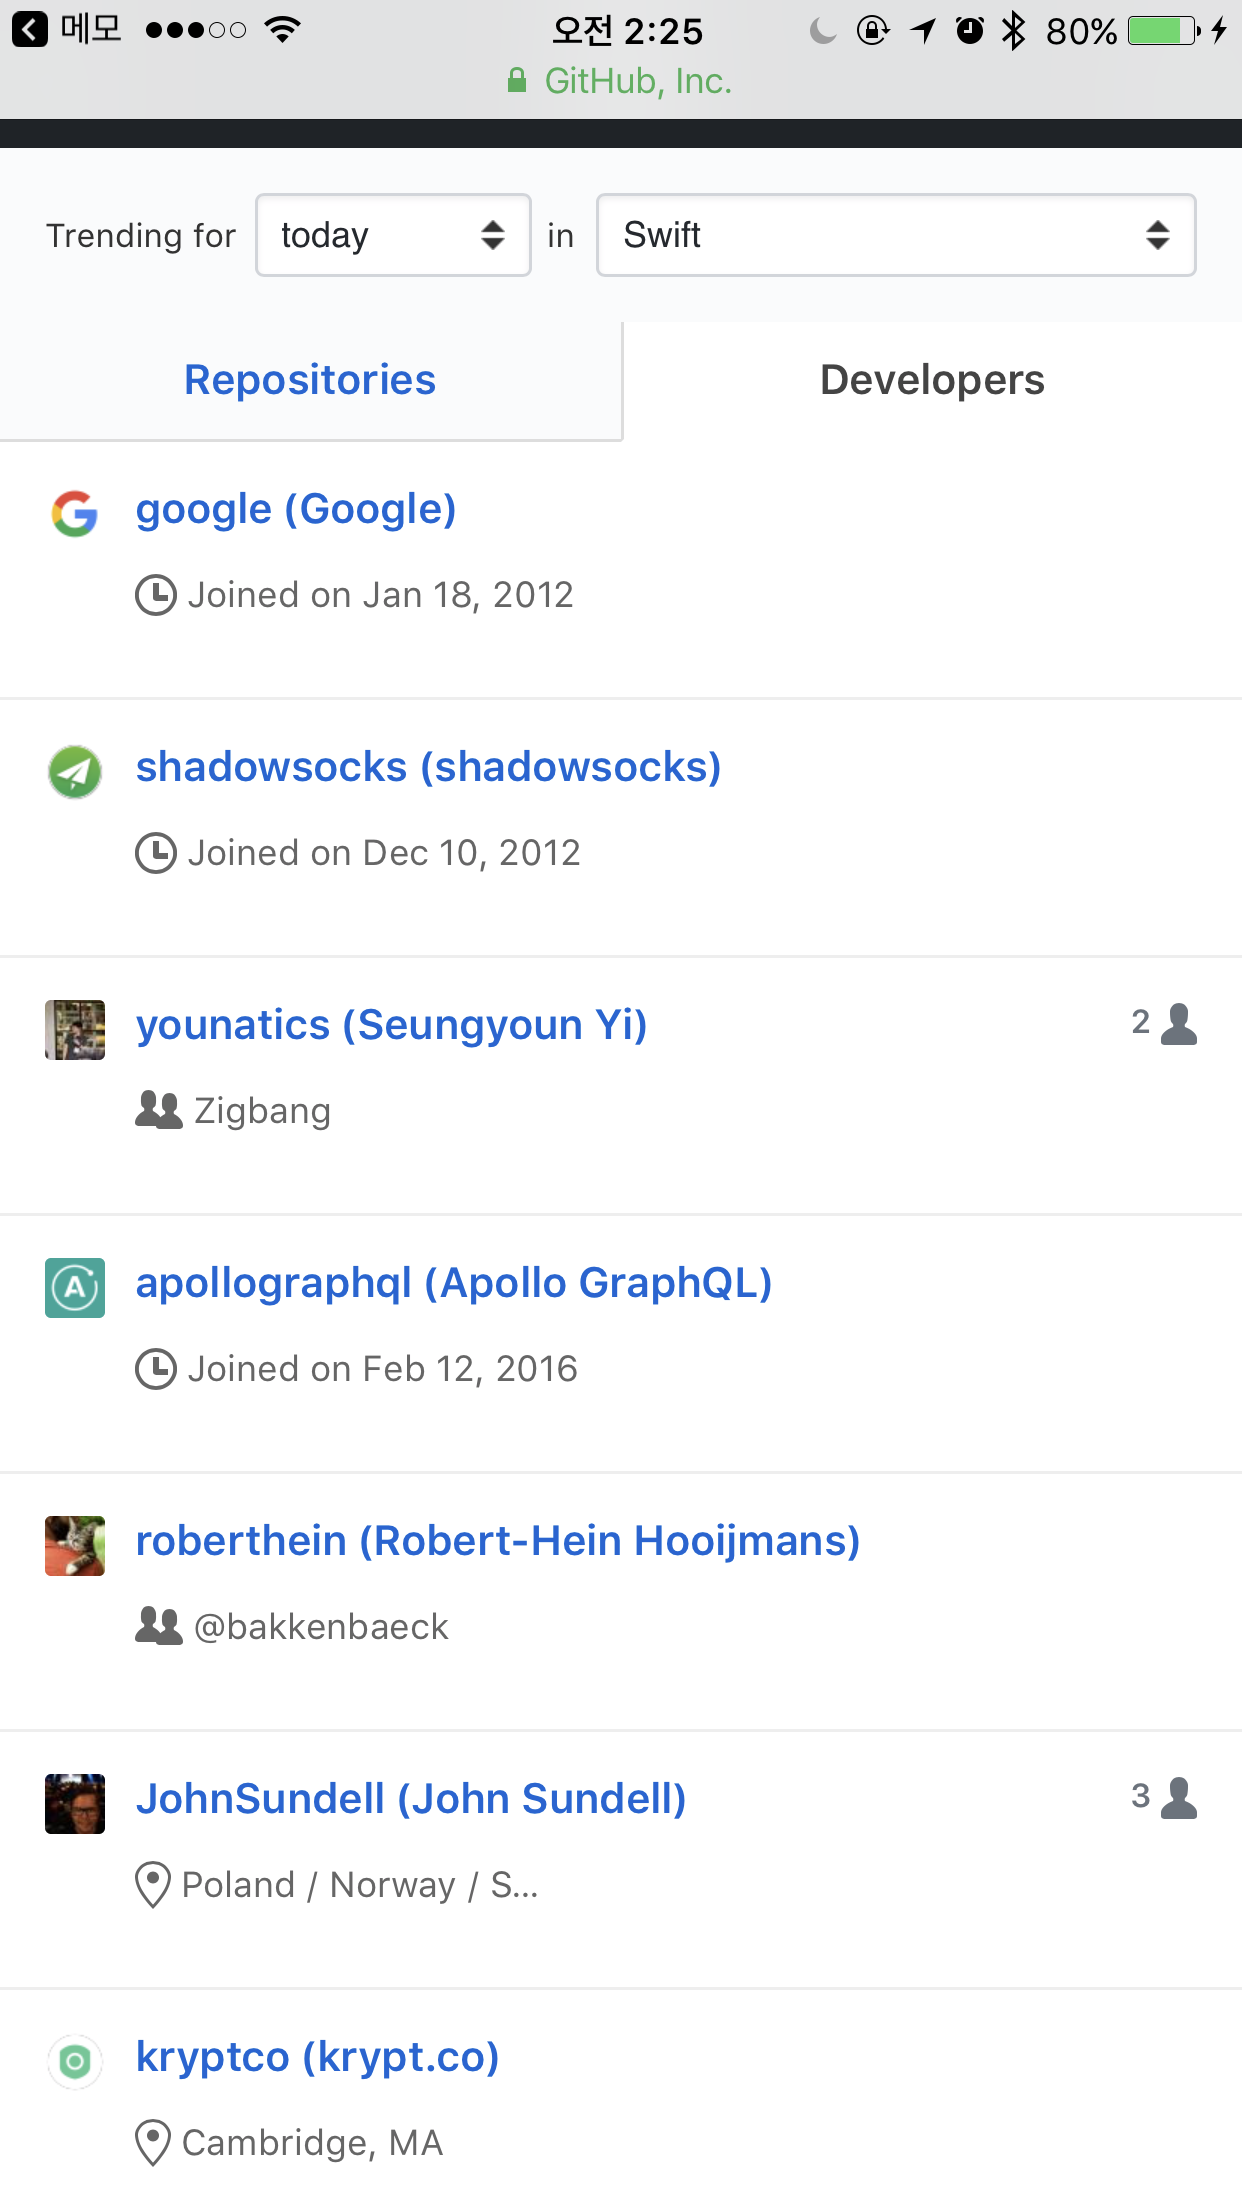 메모 오전 2:25 80%
GitHub, Inc.
Trending for today in Swift
Repositories Developers
google (Google)
Joined on Jan 18, 2012
shadowsocks (shadowsocks)
Joined on Dec 10, 2012
younatics (Seungyoun Yi) 2
Zigbang
apollographql (Apollo GraphQL)
Joined on Feb 12, 2016
roberthein (Robert-Hein Hooijmans)
@bakkenbaeck
JohnSundell (John Sundell) 3
Poland / Norway / S...
kryptco (krypt.co)
Cambridge, MA